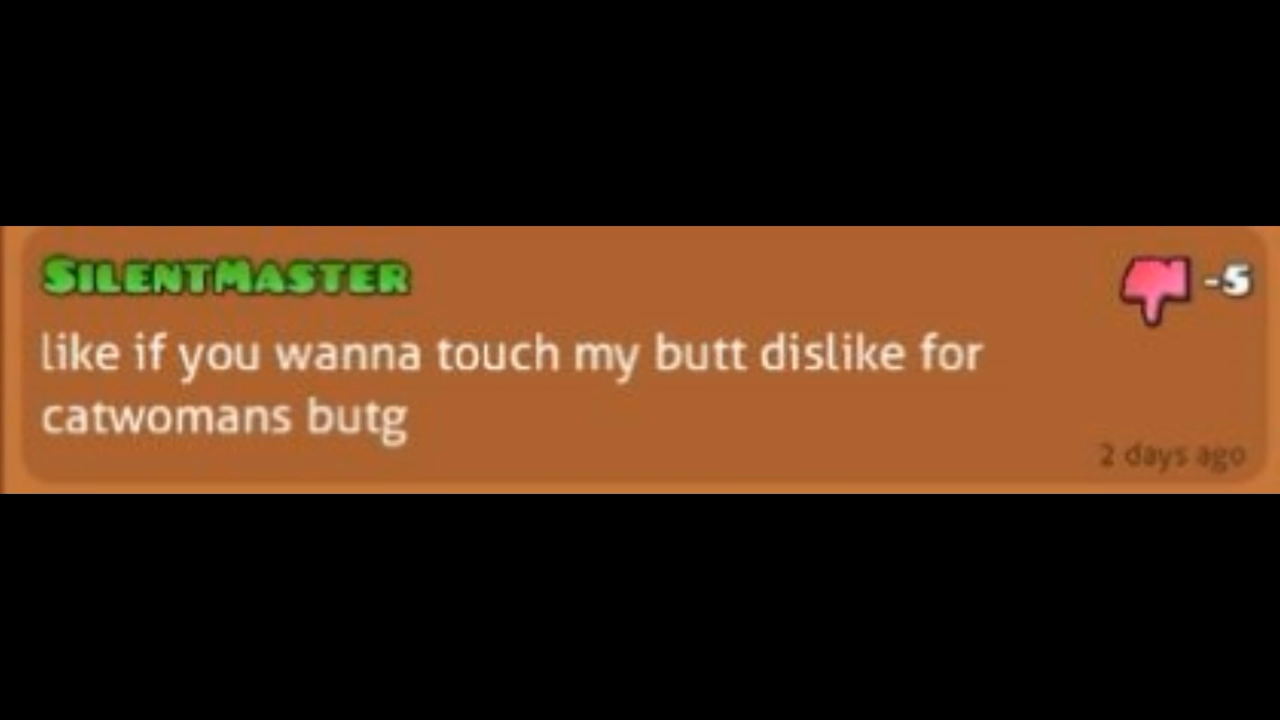 SILENTMASTER
-5
like if you wanna touch my butt dislike for
catwomans butg
2 days ago